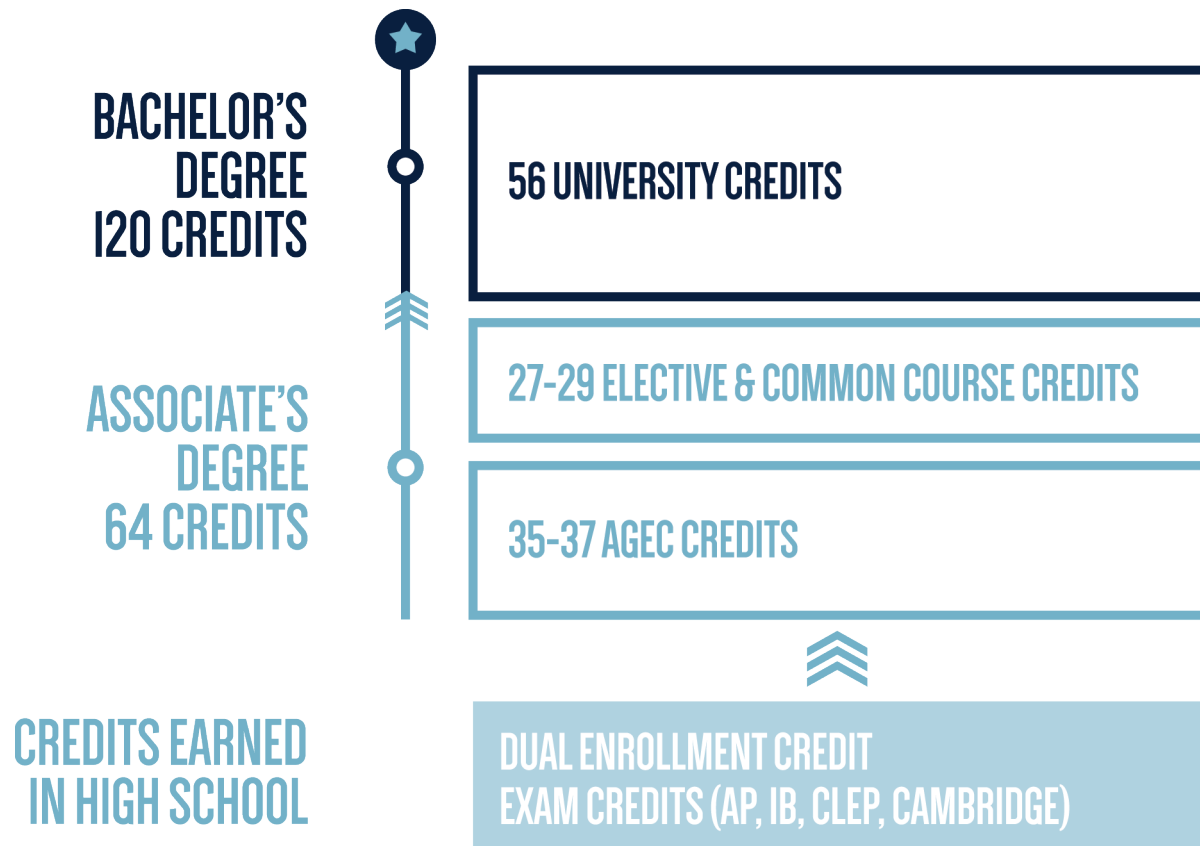 BACHELOR'S
DEGREE
120 CREDITS
56 UNIVERSITY CREDITS
ASSOCIATE'S
DEGREE
64 CREDITS
27-29 ELECTIVE & COMMON COURSE CREDITS
35-37 AGEC CREDITS
CREDITS EARNED
IN HIGH SCHOOL
DUAL ENROLLMENT CREDIT
EXAM CREDITS (AP, IB, CLEP, CAMBRIDGE)